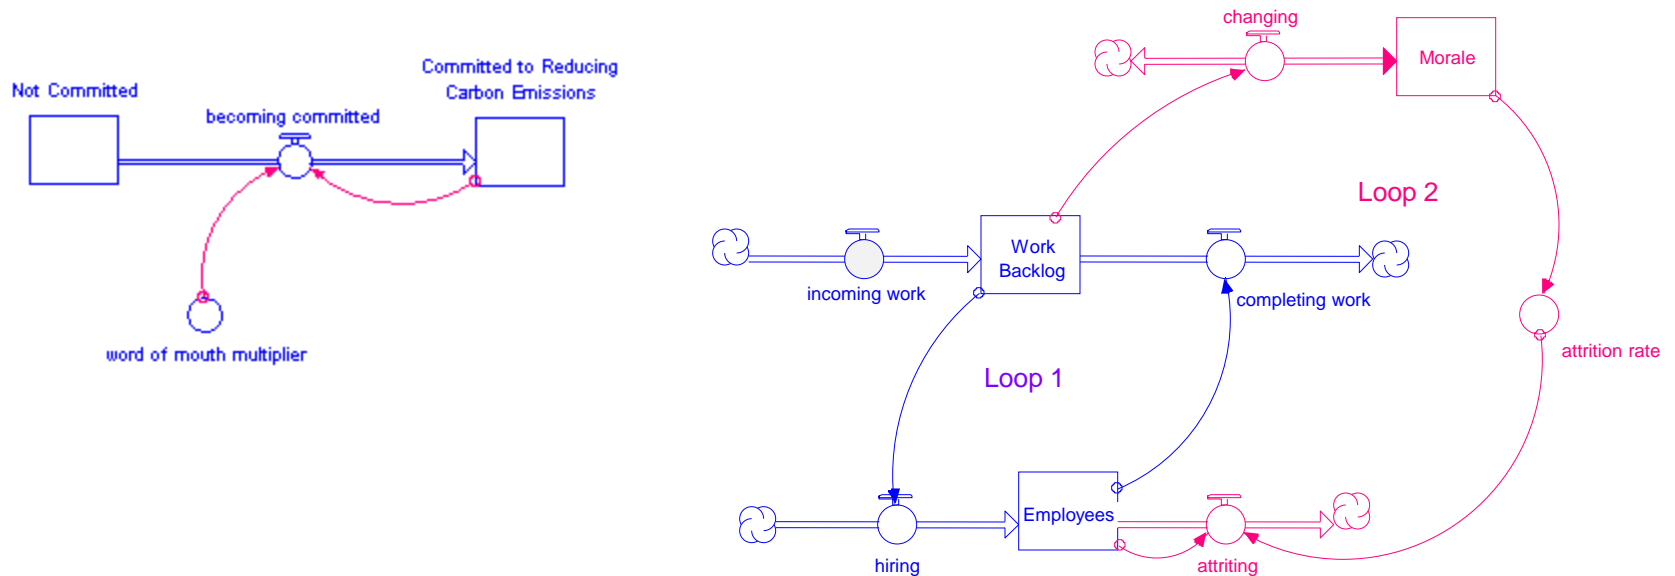 Not Committed
Committed to Reducing
Carbon Emissions
becoming committed
word of mouth multiplier
changing
Morale
Loop 2
Work
Backlog
incoming work
completing work
attrition rate
Loop 1
Employees
hiring
attriting